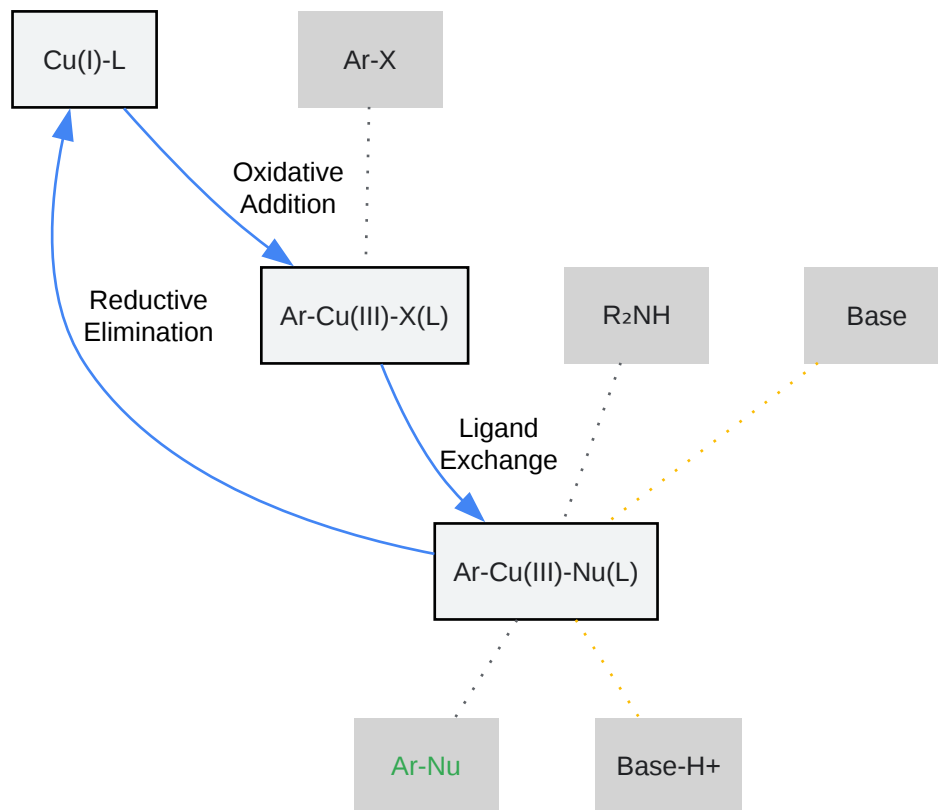 Cu(I)-L
Ar-X
Oxidative
Addition
Reductive
Elimination
Ar-Cu(III)-X(L)
R₂NH
Base
Ligand
Exchange
Ar-Cu(III)-Nu(L)
Ar-Nu
Base-H+